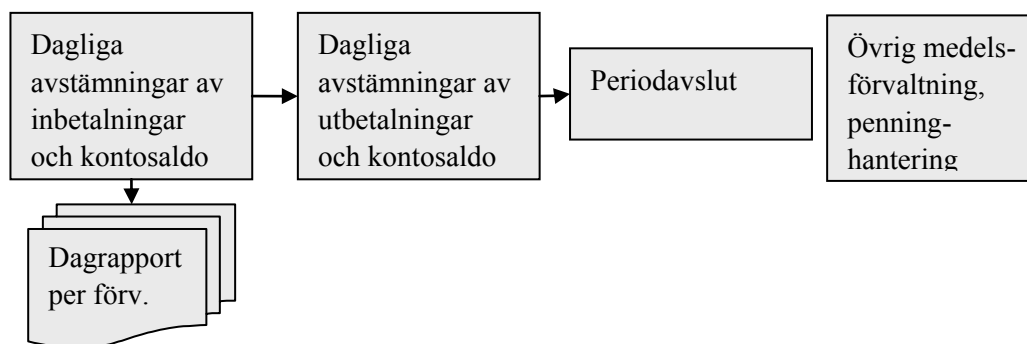 Dagliga
avstämningar av
inbetalningar
och kontosaldo
Dagliga
avstämningar av
utbetalningar
och kontosaldo
Periodavslut
Övrig medels-
förvaltning,
penning-
hantering
Dagrapport
per förv.